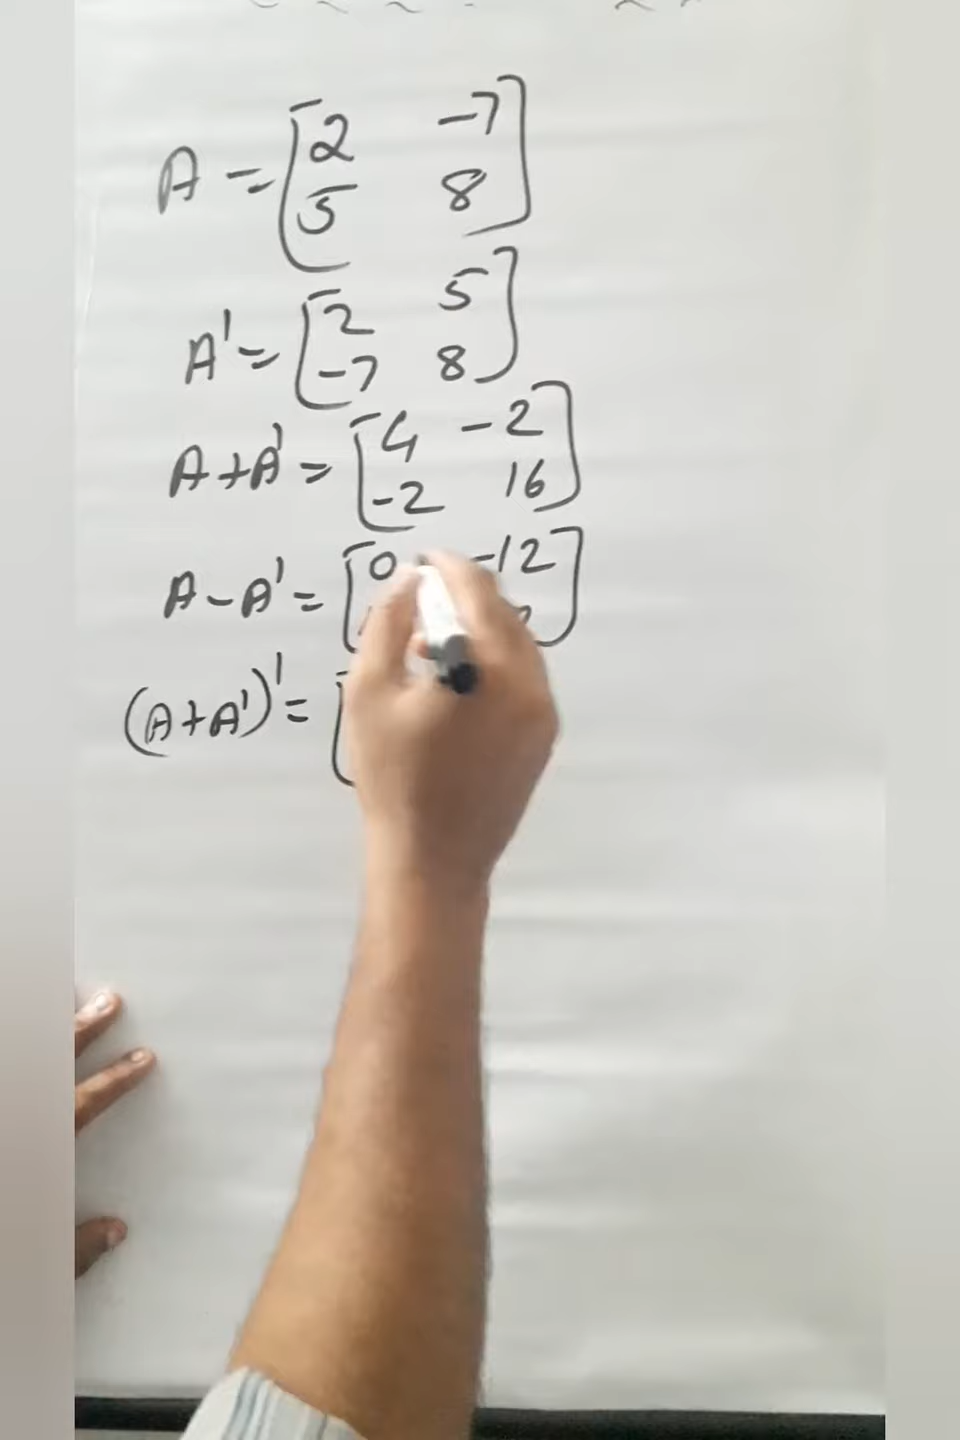 A = [2 -7
5 8]
A' = [2 5
-7 8]
A+A' = [4 -2
-2 16]
A-A' = [0 -12
(A+A')' = [